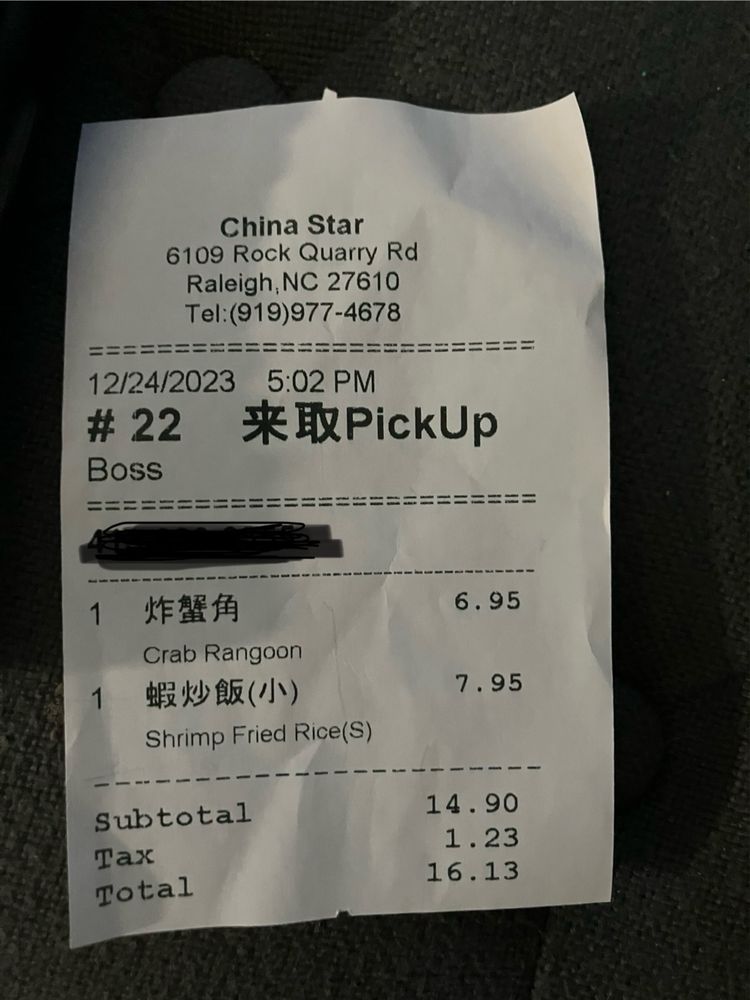 China Star
6109 Rock Quarry Rd
Raleigh,NC 27610
Tel:(919)977-4678
===========================
12/24/2023 5:02 PM
# 22 来取PickUp
Boss
===========================
1 炸蟹角 6.95
Crab Rangoon
1 蝦炒飯(小) 7.95
Shrimp Fried Rice(S)
Subtotal 14.90
Tax 1.23
Total 16.13